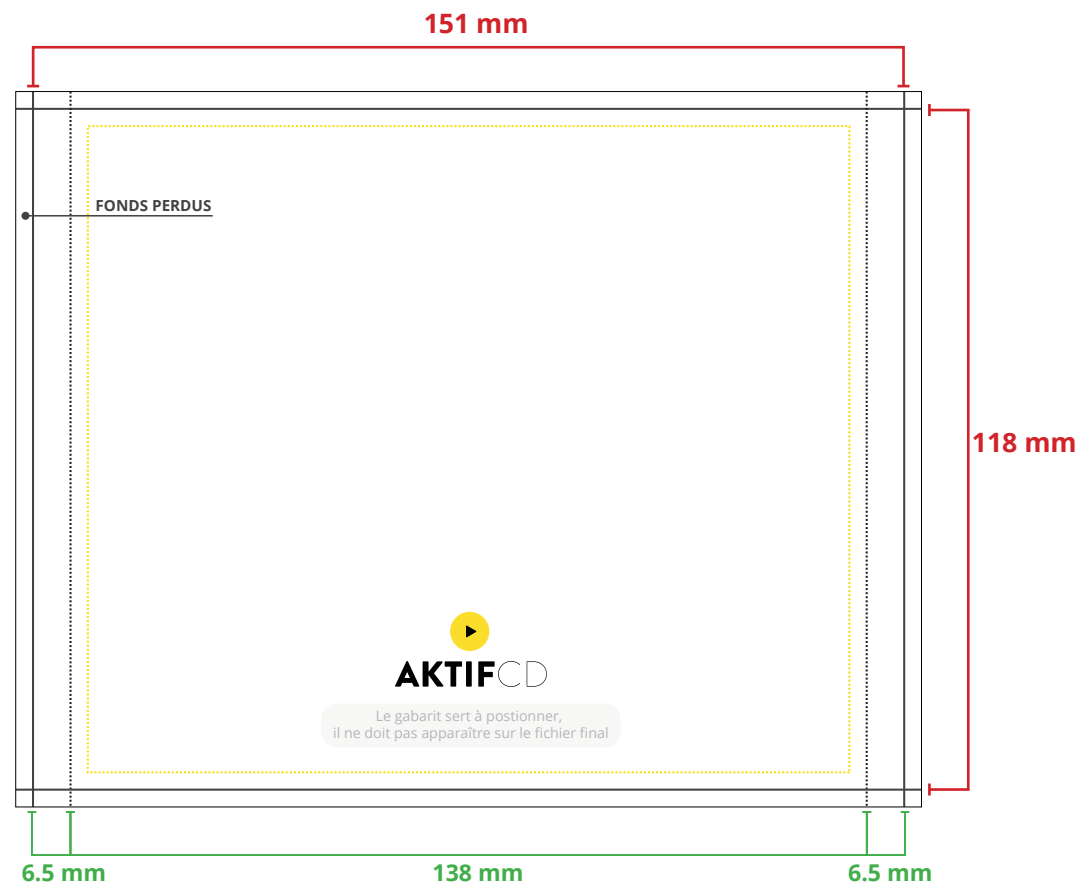 151 mm
FONDS PERDUS
118 mm
AKTIFCD
Le gabarit sert à postionner,
il ne doit pas apparaître sur le fichier final
6.5 mm
138 mm
6.5 mm